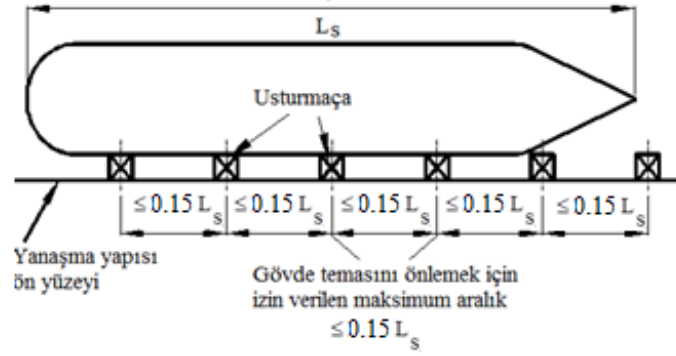 L_s
Usturmaça
≤ 0.15 L_s ≤ 0.15 L_s ≤ 0.15 L_s ≤ 0.15 L_s ≤ 0.15 L_s
Yanaşma yapısı
ön yüzeyi
Gövde temasını önlemek için
izin verilen maksimum aralık
≤ 0.15 L_s